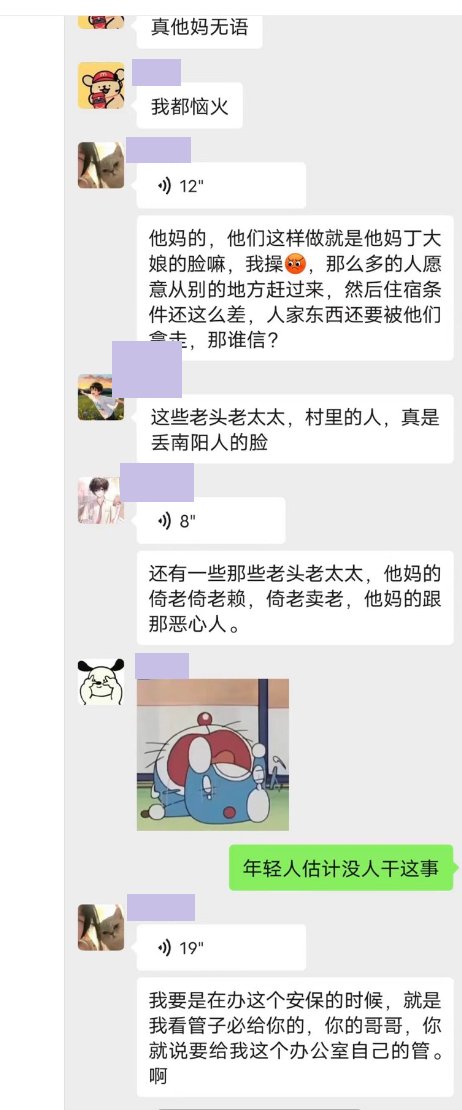 真他妈无语
我都恼火
12"
他妈的，他们这样做就是他妈丁大
娘的脸嘛，我操😡，那么多的人愿
意从别的地方赶过来，然后住宿条
件还这么差，人家东西还要被他们
拿走，那谁信？
这些老头老太太，村里的人，真是
丢南阳人的脸
8"
还有一些那些老头老太太，他妈的
倚老倚老赖，倚老卖老，他妈的跟
那恶心人。
年轻人估计没人干这事
19"
我要是在办这个安保的时候，就是
我看管子必给你的，你的哥哥，你
就说要给我这个办公室自己的管。
啊